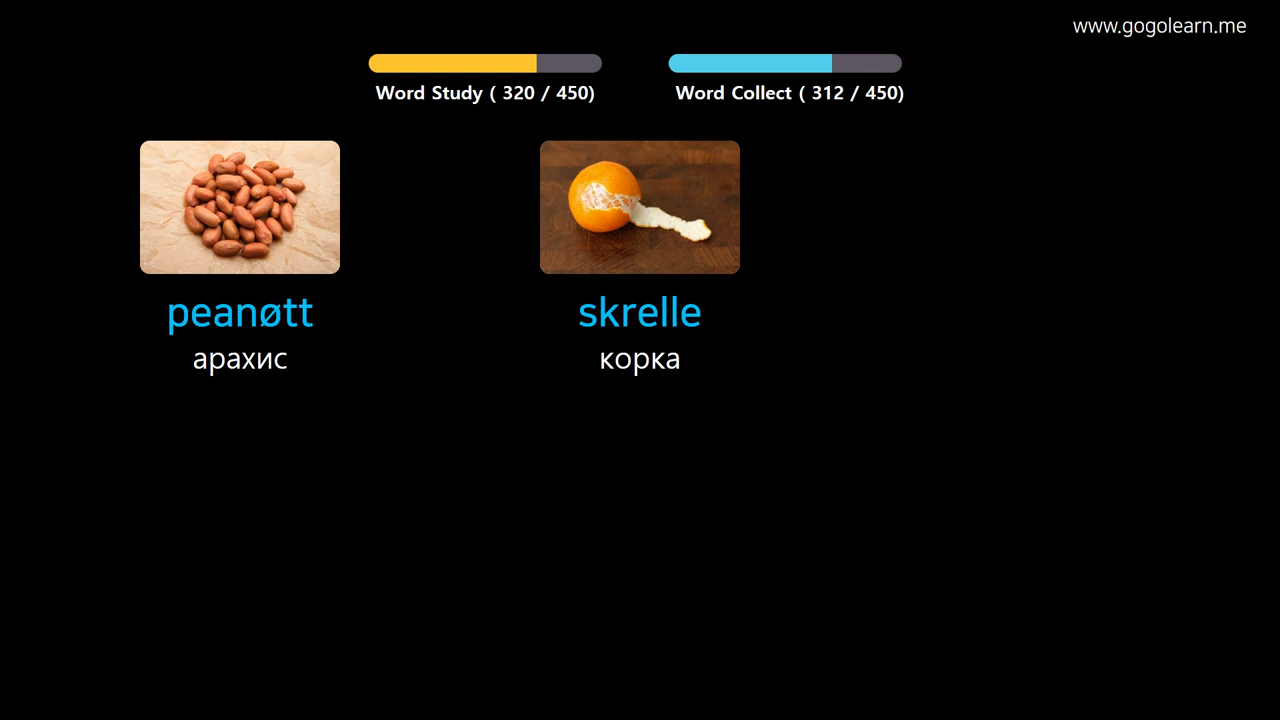 www.gogolearn.me
Word Study ( 320 / 450)
Word Collect ( 312 / 450)
peanøtt
skrelle
арахис
корка